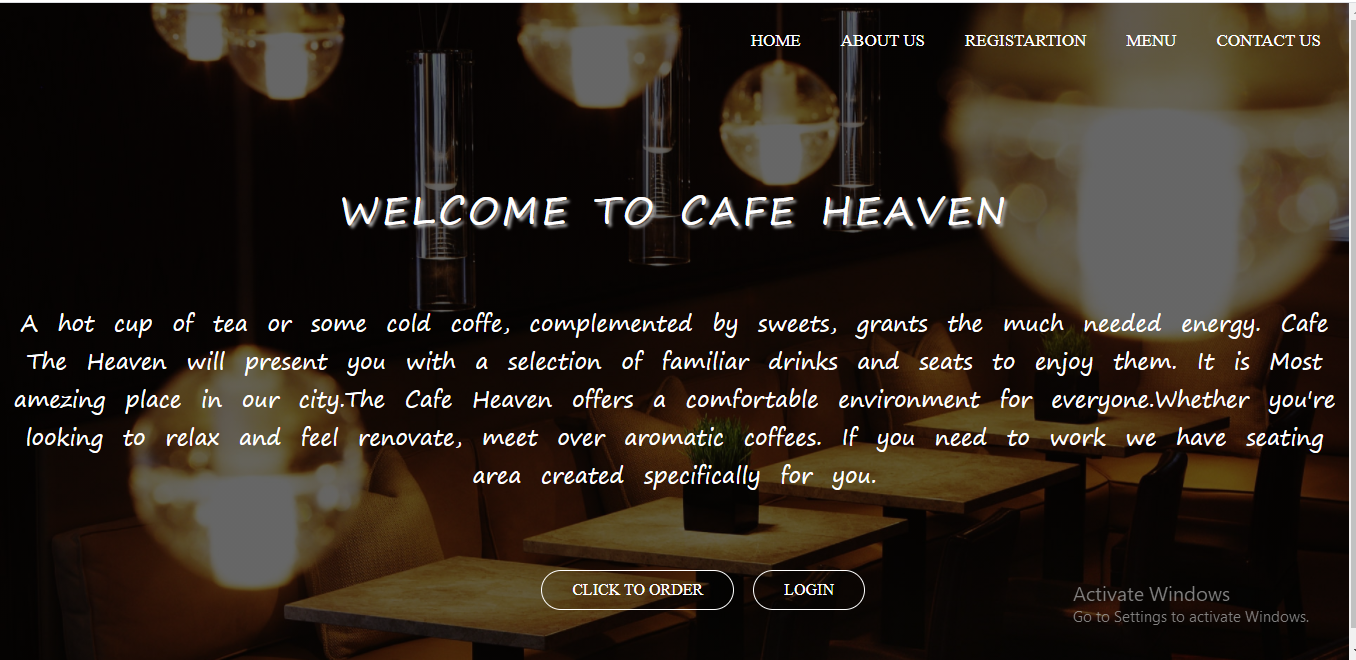 HOME ABOUT US REGISTARTION MENU CONTACT US
WELCOME TO CAFE HEAVEN
A hot cup of tea or some cold coffe, complemented by sweets, grants the much needed energy. Cafe
The Heaven will present you with a selection of familiar drinks and seats to enjoy them. It is Most
amezing place in our city.The Cafe Heaven offers a comfortable environment for everyone.Whether you're
looking to relax and feel renovate, meet over aromatic coffees. If you need to work we have seating
area created specifically for you.
CLICK TO ORDER LOGIN
Activate Windows
Go to Settings to activate Windows.